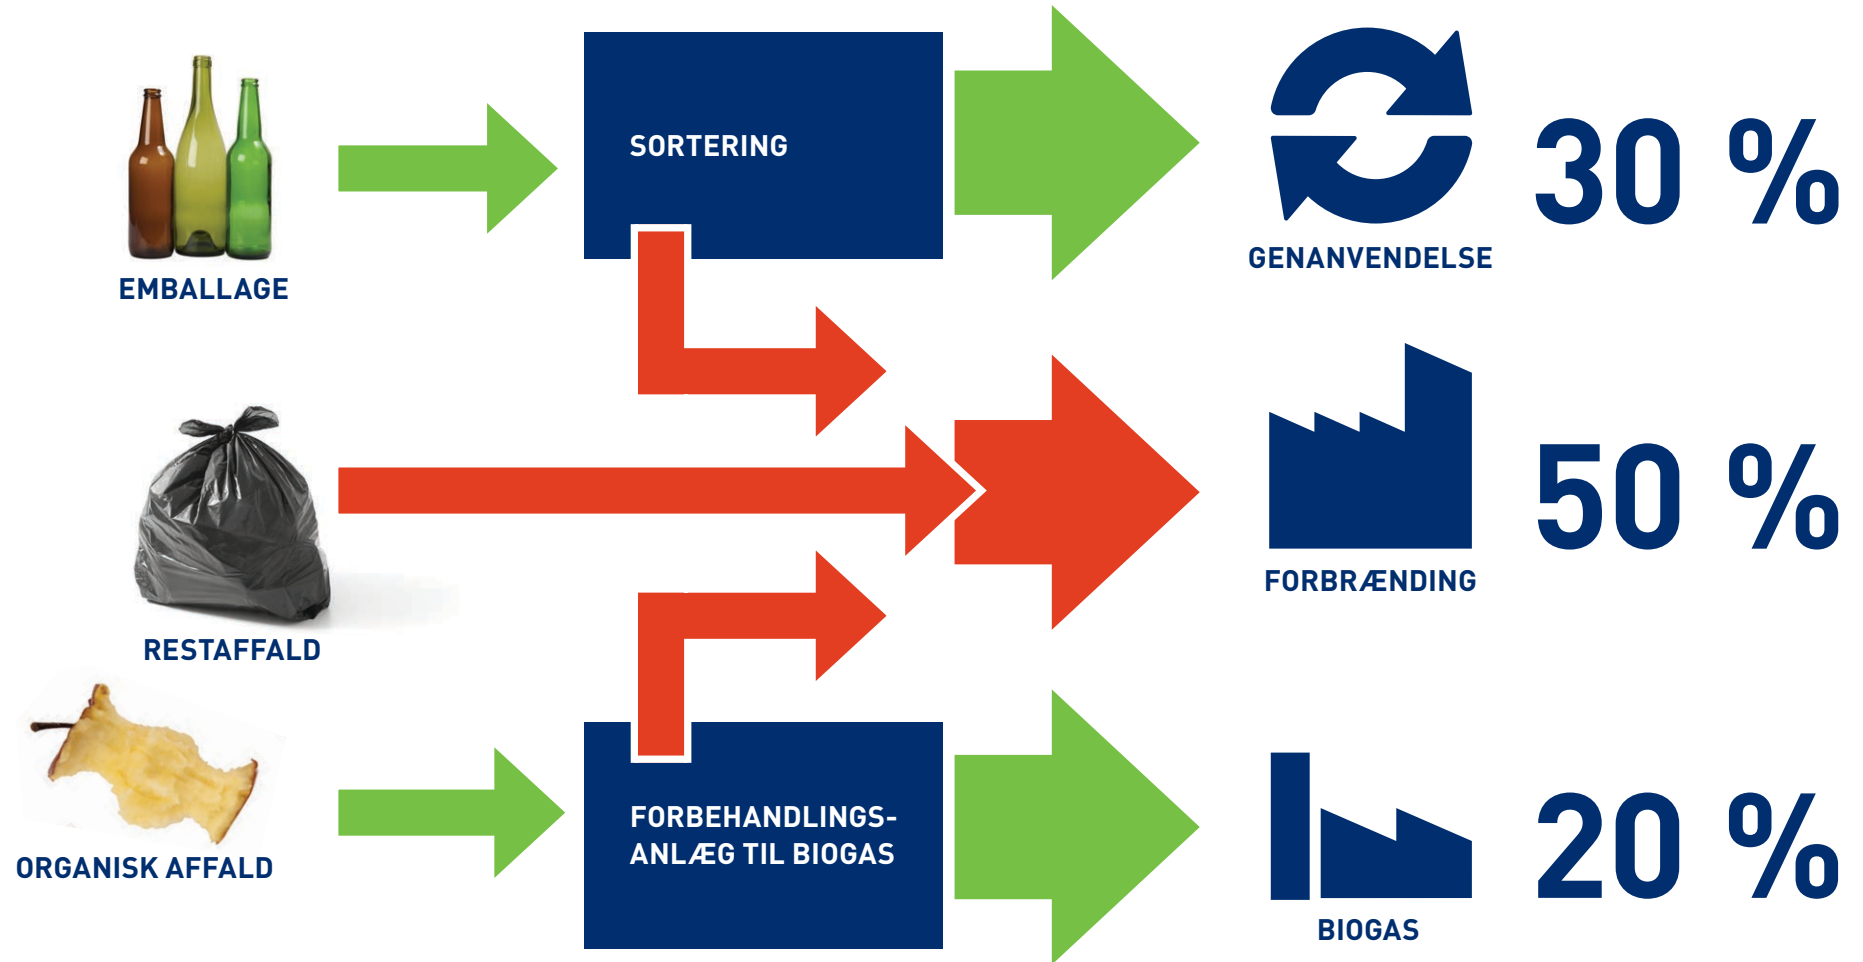 EMBALLAGE
SORTERING
GENANVENDELSE
30 %
RESTAFFALD
FORBRÆNDING
50 %
ORGANISK AFFALD
FORBEHANDLINGS-
ANLÆG TIL BIOGAS
BIOGAS
20 %